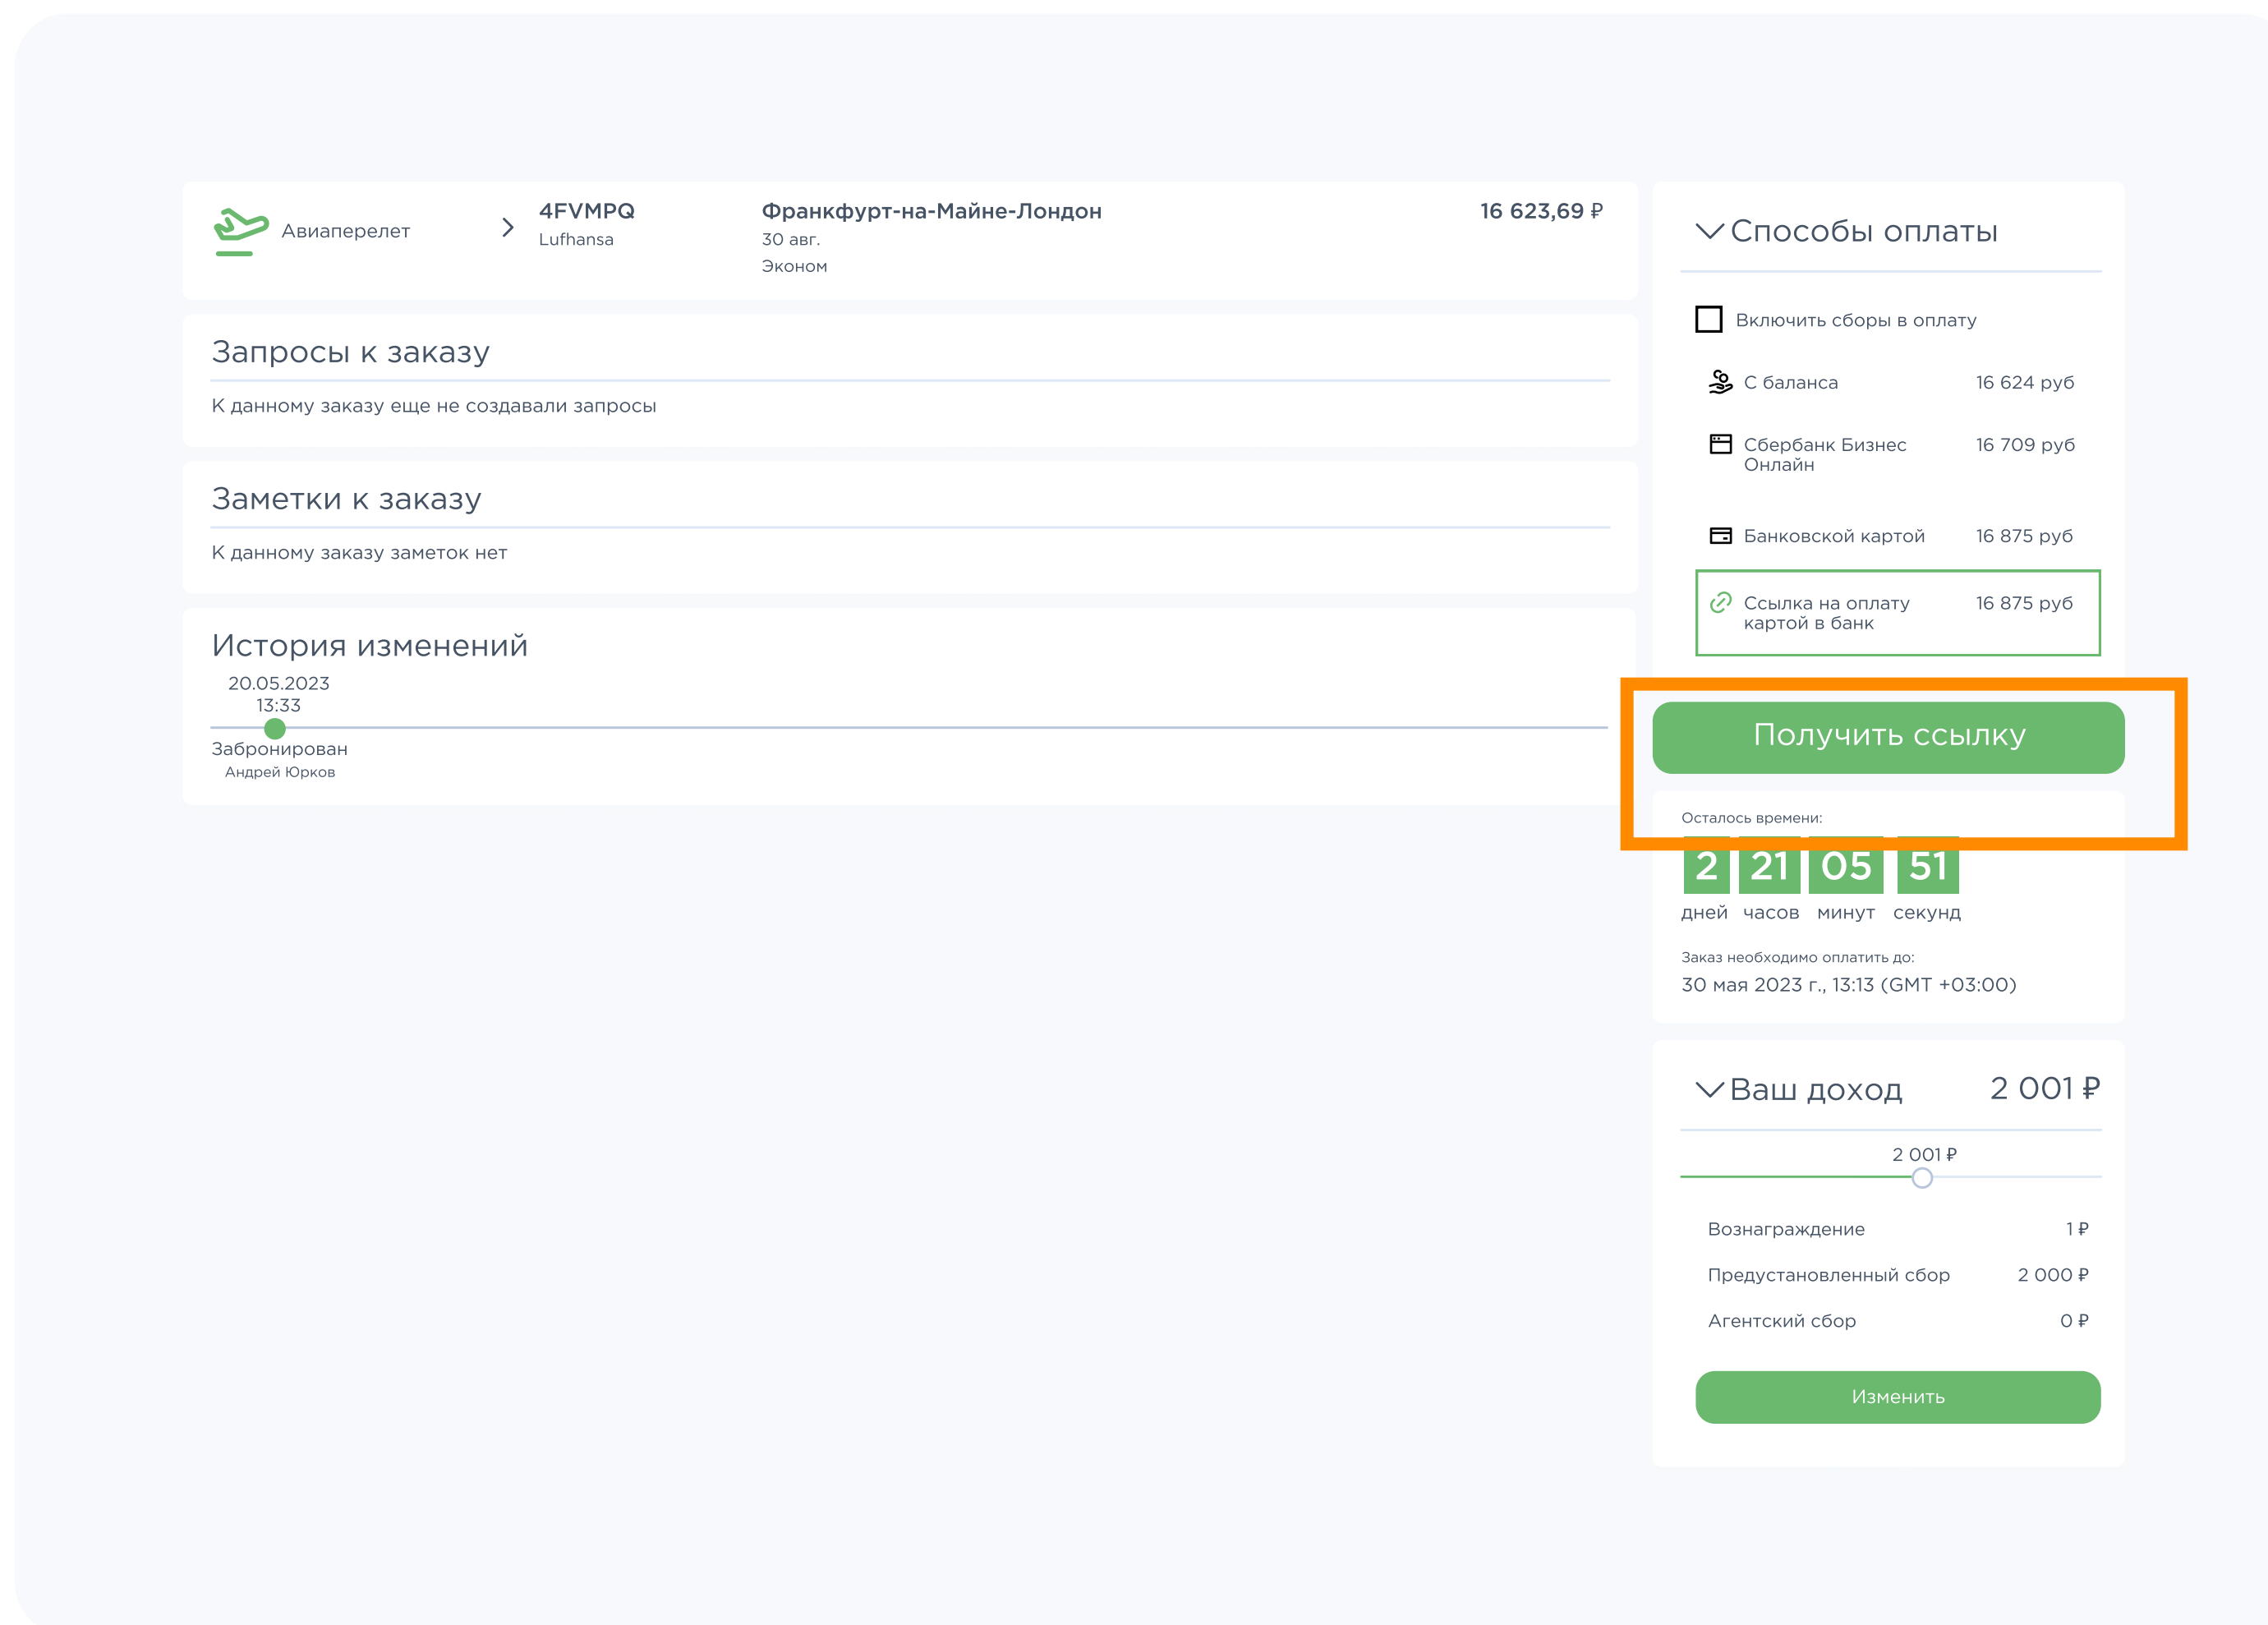 Авиаперелет
4FVMPQ
Lufhansa
Франкфурт-на-Майне-Лондон
30 авг.
Эконом
16 623,69 ₽
Запросы к заказу
К данному заказу еще не создавали запросы
Заметки к заказу
К данному заказу заметок нет
История изменений
20.05.2023
13:33
Забронирован
Андрей Юрков
Способы оплаты
Включить сборы в оплату
С баланса 16 624 руб
Сбербанк Бизнес 16 709 руб
Онлайн
Банковской картой 16 875 руб
Ссылка на оплату 16 875 руб
картой в банк
Получить ссылку
Осталось времени:
2 21 05 51
дней часов минут секунд
Заказ необходимо оплатить до:
30 мая 2023 г., 13:13 (GMT +03:00)
Ваш доход 2 001 ₽
2 001 ₽
Вознаграждение 1 ₽
Предустановленный сбор 2 000 ₽
Агентский сбор 0 ₽
Изменить